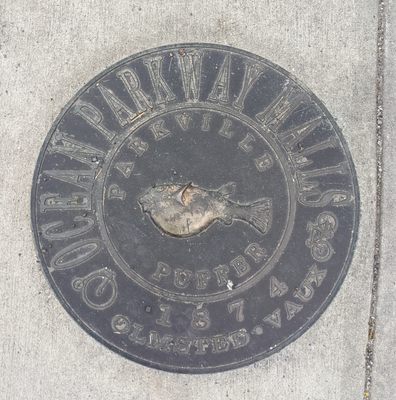 OCEAN PARKWAY MALLS
PARKVILLE
PUFFER
1874
OLMSTED · VAUX